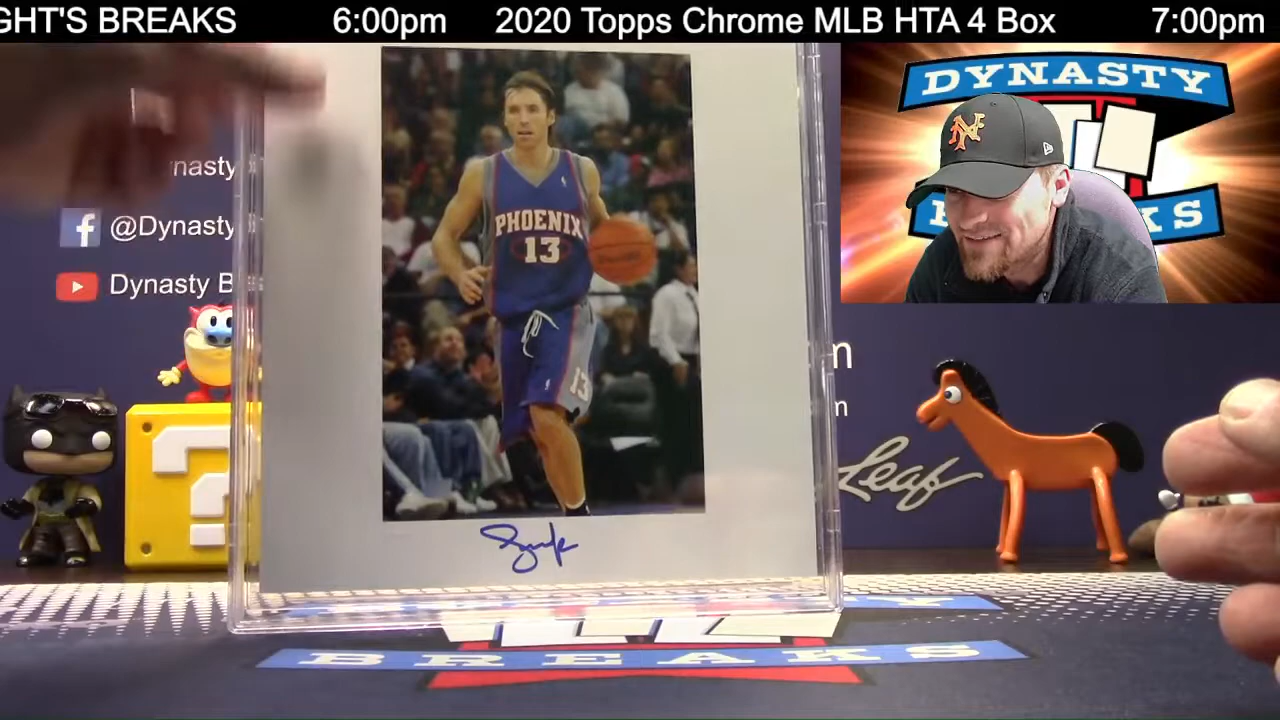 GHT'S BREAKS 6:00pm 2020 Topps Chrome MLB HTA 4 Box 7:00pm
DYNASTY
BREAKS
nasty
@Dynasty
Dynasty B
PHOENIX
13
13
m
m
Leaf
BREAKS